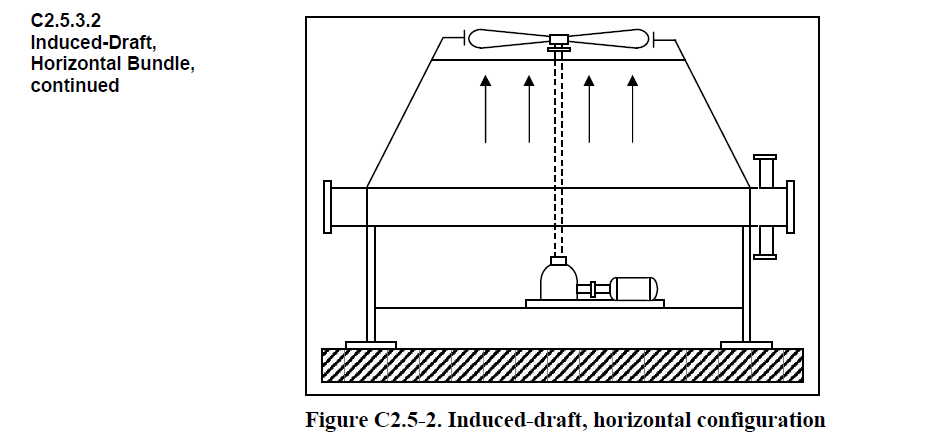 C2.5.3.2
Induced-Draft,
Horizontal Bundle,
continued
Figure C2.5-2. Induced-draft, horizontal configuration